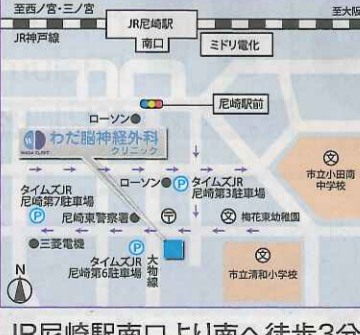 至西ノ宮・三ノ宮
至大阪
JR尼崎駅
南口
JR神戸線
ミドリ電化
尼崎駅前
ローソン
わだ脳神経外科
クリニック
市立小田南
中学校
ローソン
タイムズJR
尼崎第3駐車場
タイムズJR
尼崎第7駐車場
尼崎東警察署
梅花東幼稚園
三菱電機
タイムズJR
尼崎第6駐車場
大物線
市立清和小学校
N
JR尼崎駅南口より南へ徒歩3分